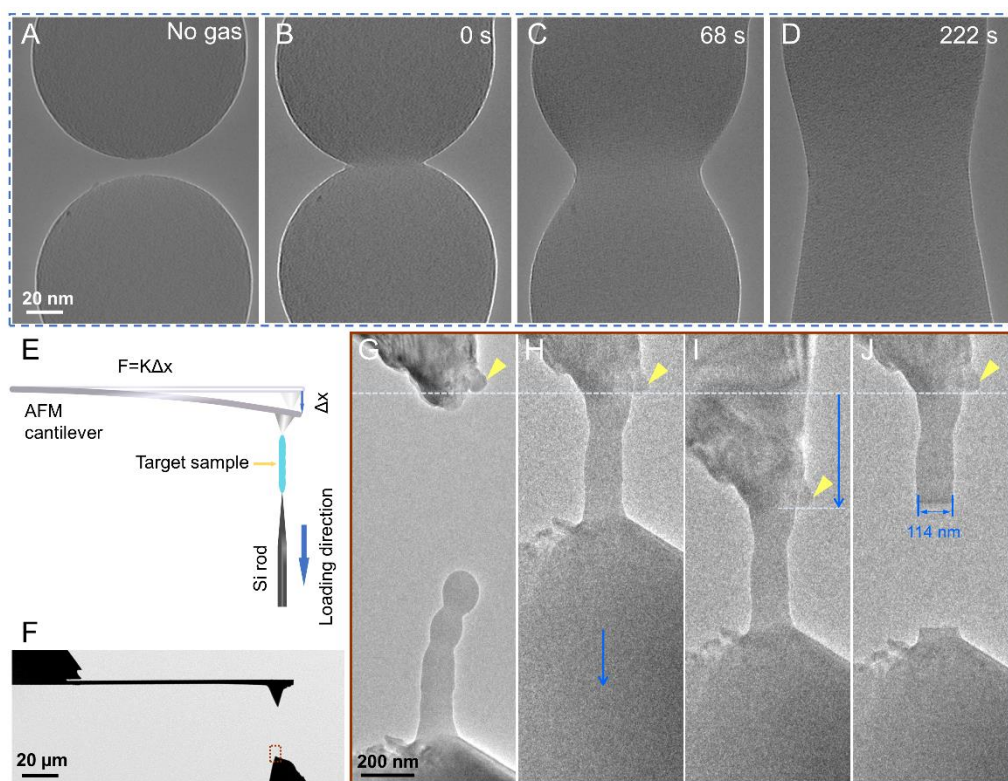 A
No gas
B
0 s
C
68 s
D
222 s
20 nm
E
F=KΔx
Δx
AFM
cantilever
Target sample
Si rod
Loading direction
F
20 µm
G
H
I
J
114 nm
200 nm